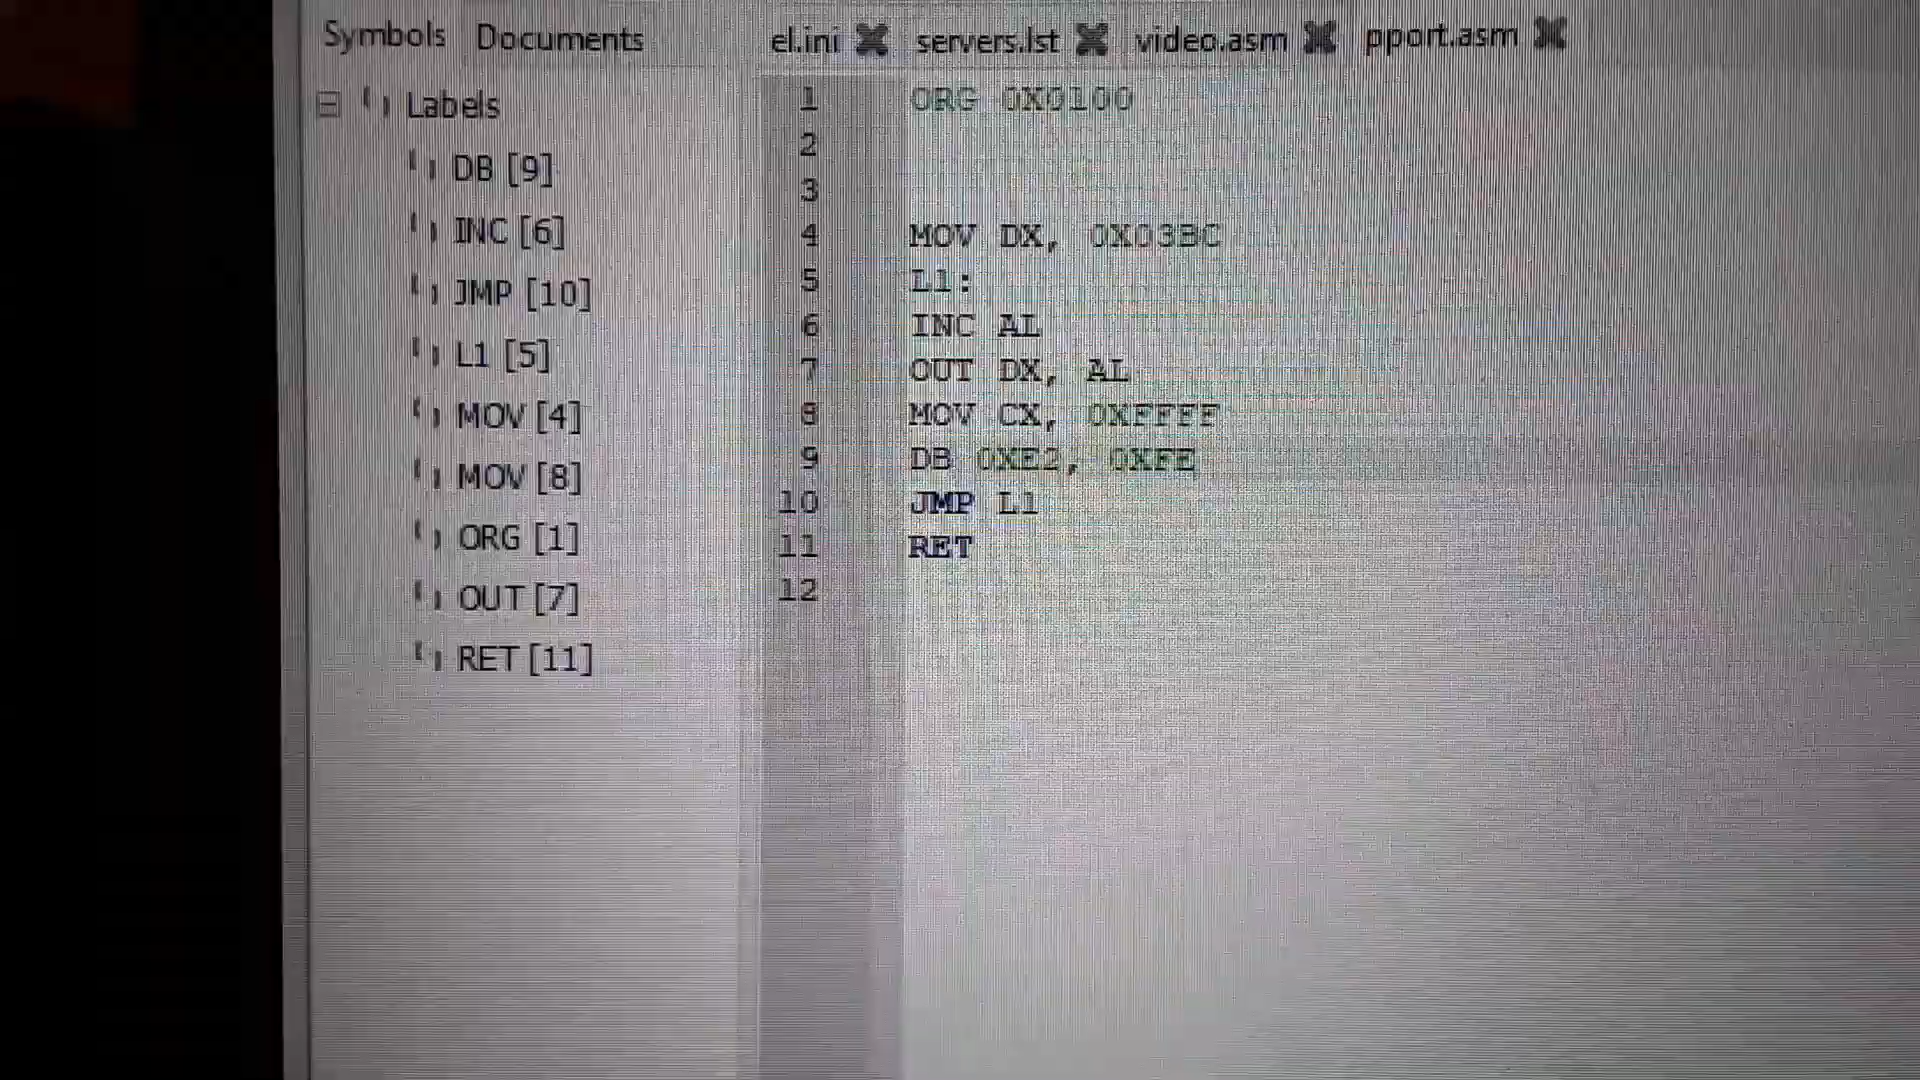 Symbols Documents
Labels
DB [9]
INC [6]
JMP [10]
L1 [5]
MOV [4]
MOV [8]
ORG [1]
OUT [7]
RET [11]
el.ini servers.lst video.asm pport.asm
1 ORG 0X0100
2
3
4 MOV DX, 0X03BC
5 L1:
6 INC AL
7 OUT DX, AL
8 MOV CX, 0XFFFF
9 DB 0XE2, 0XFE
10 JMP L1
11 RET
12